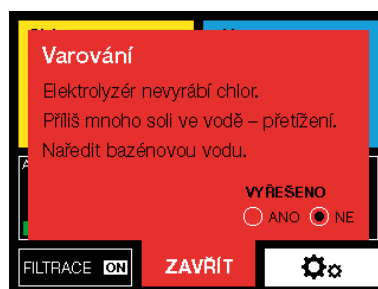 Varování
Elektrolyzér nevyrábí chlor.
Příliš mnoho soli ve vodě – přetížení.
Naředit bazénovou vodu.
VYŘEŠENO
ANO NE
FILTRACE ON ZAVŘÍT